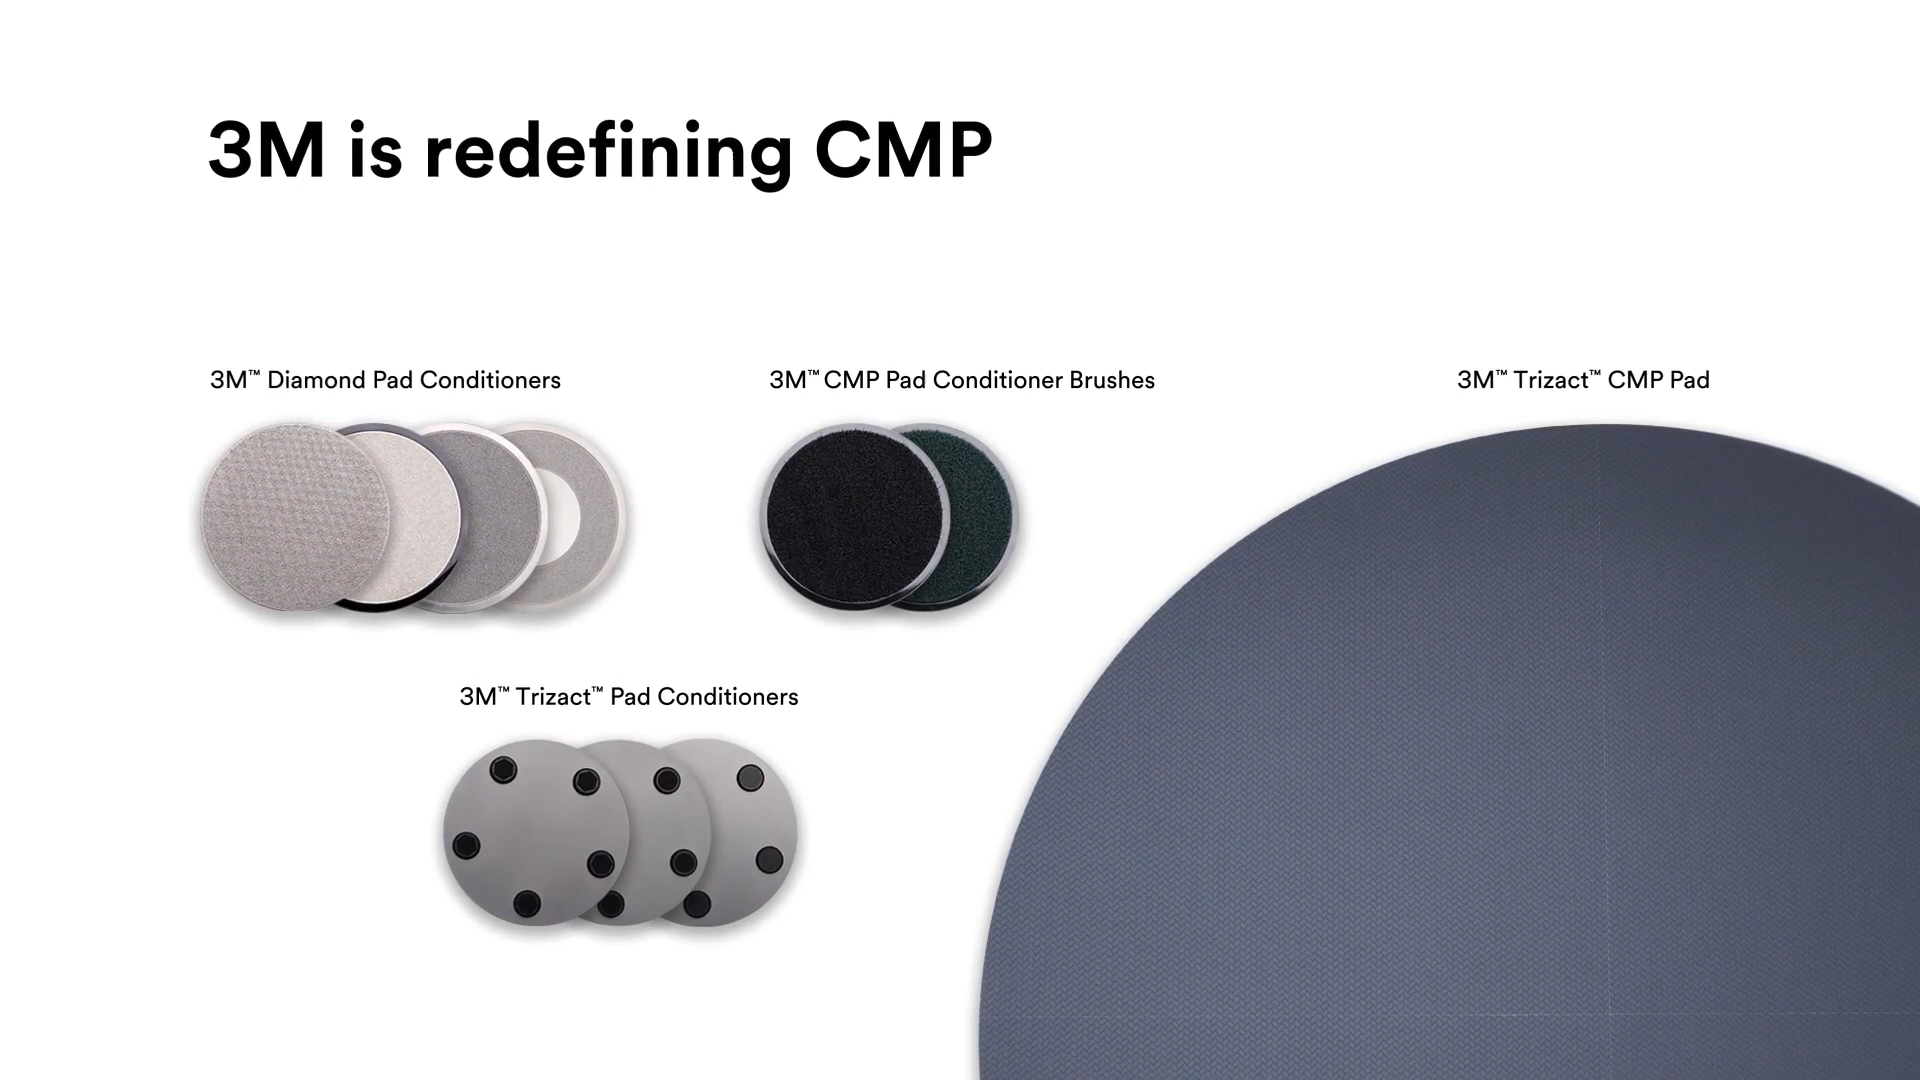 3M is redefining CMP
3M™ Diamond Pad Conditioners
3M™ CMP Pad Conditioner Brushes
3M™ Trizact™ CMP Pad
3M™ Trizact™ Pad Conditioners